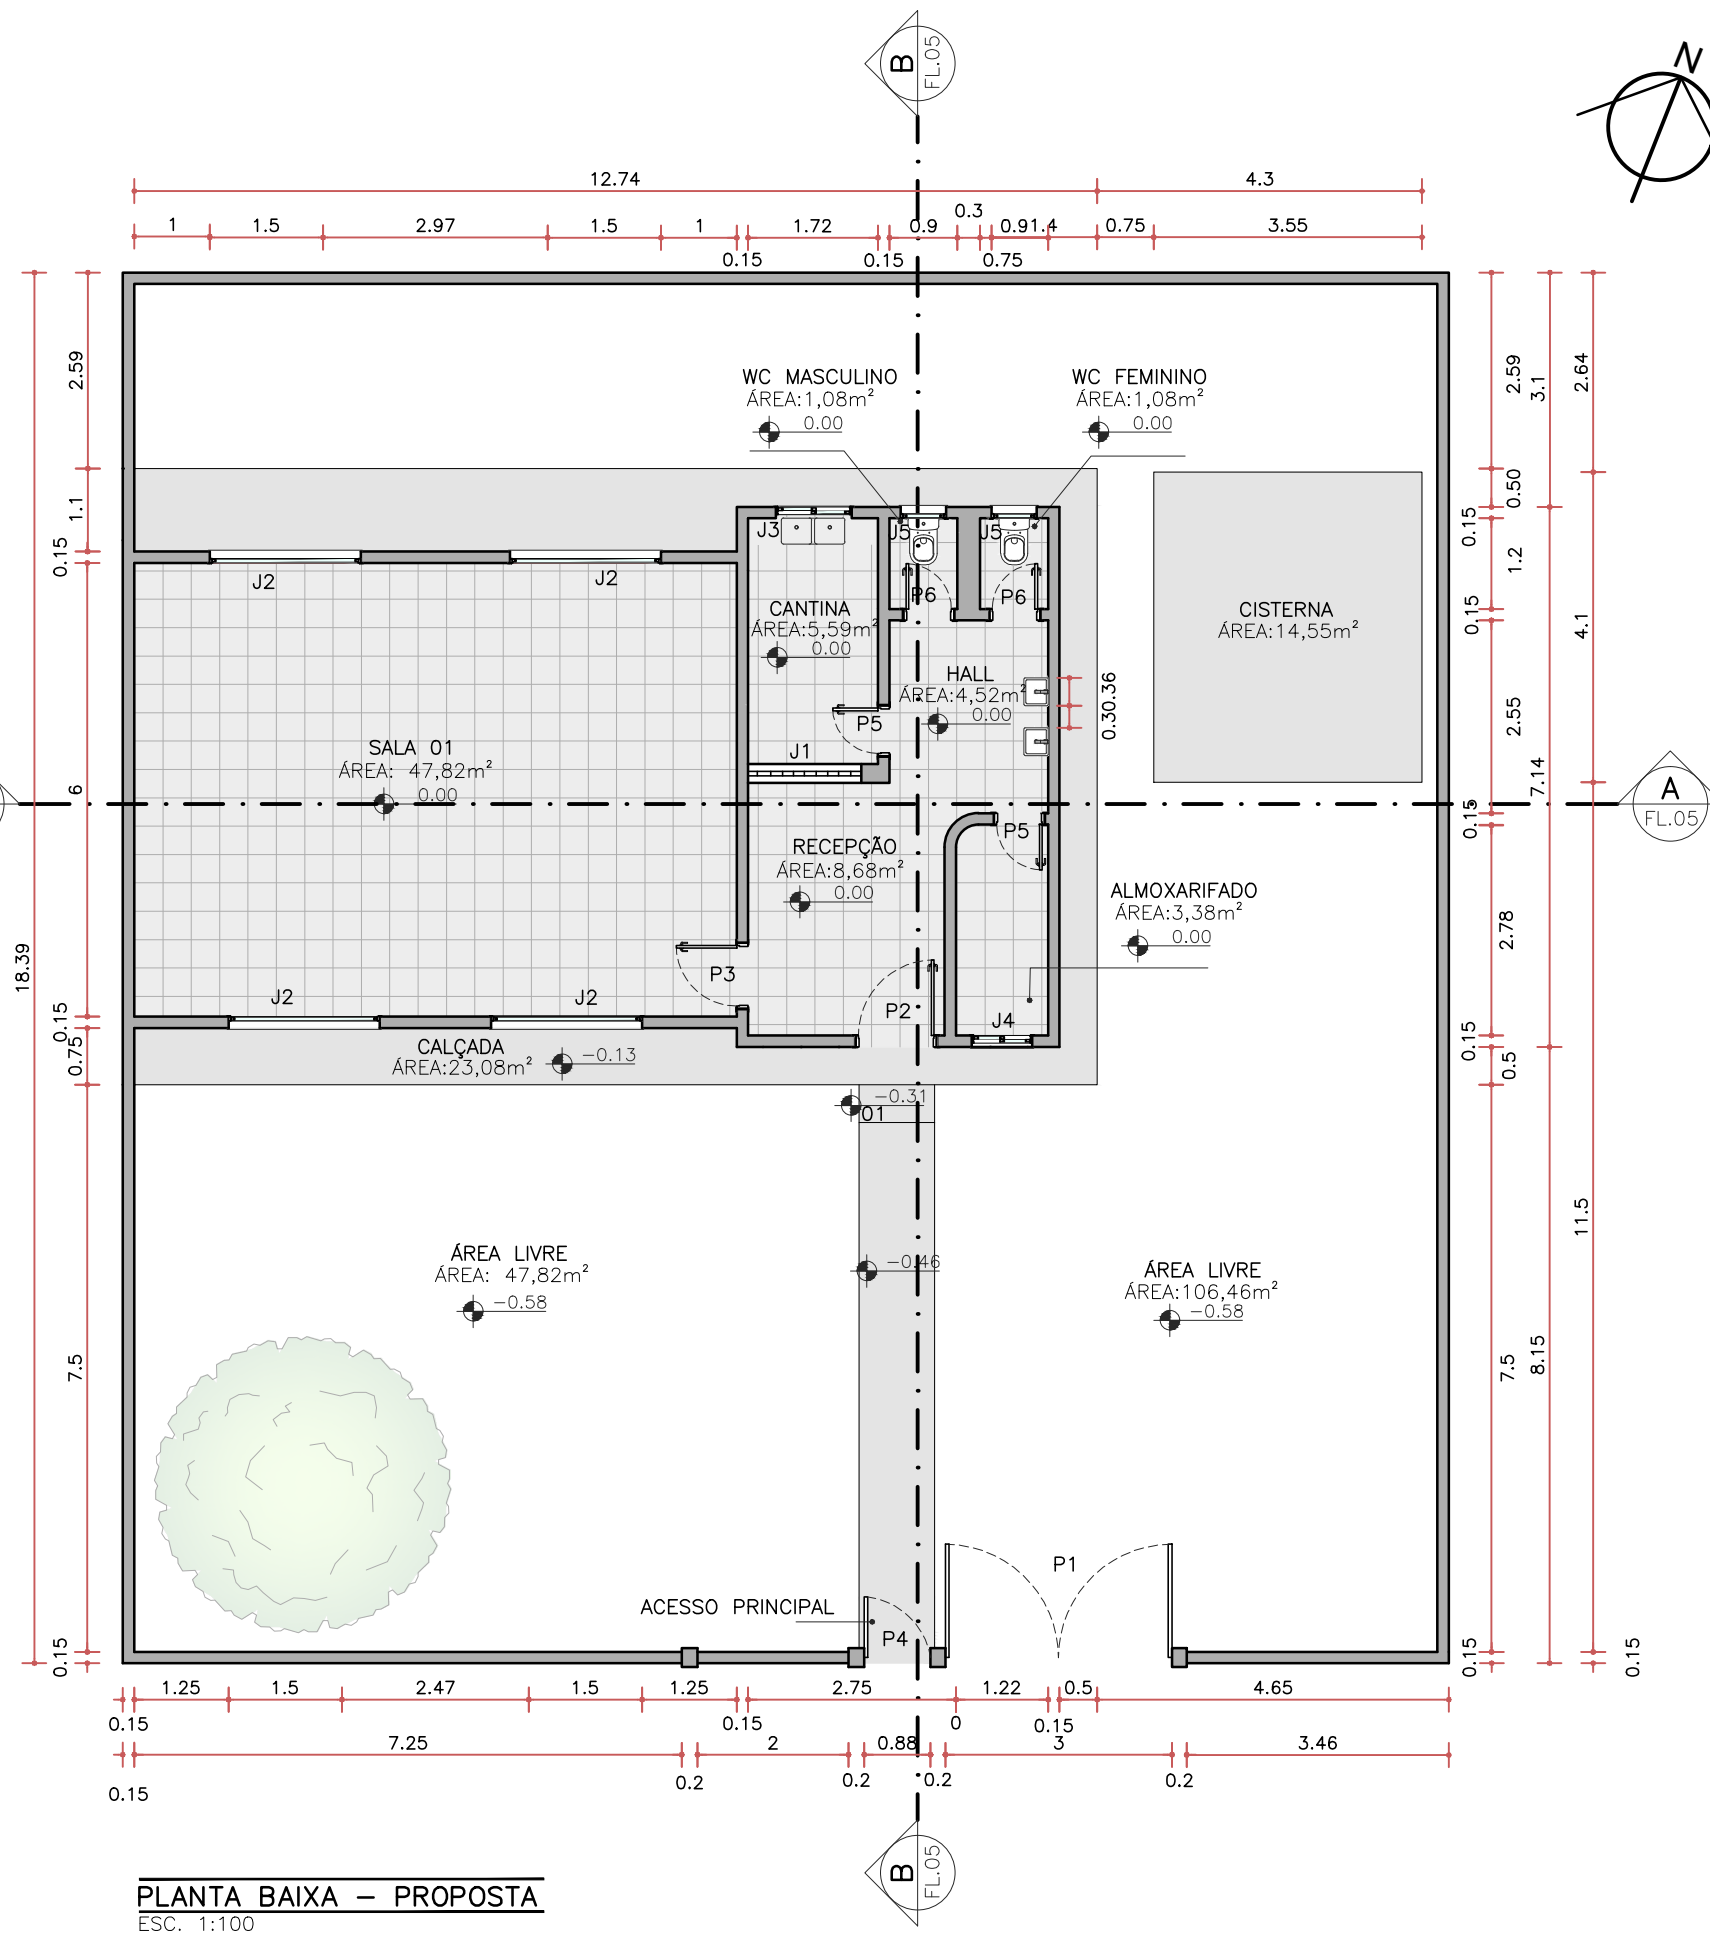 B
FL.05
N
12.74
4.3
1
1.5
2.97
1.5
1
1.72
0.9
0.3
0.91.4
0.75
3.55
0.15
0.15
0.75
2.59
1.1
0.15
6
18.39
0.15
0.75
7.5
0.15
WC MASCULINO
ÁREA:1,08m²
0.00
WC FEMININO
ÁREA:1,08m²
0.00
J3
J5
J5
J2
J2
P6
P6
CANTINA
ÁREA:5,59m²
0.00
CISTERNA
ÁREA:14,55m²
HALL
ÁREA:4,52m²
0.00
0.30.36
P5
J1
SALA 01
ÁREA: 47,82m²
0.00
P5
RECEPÇÃO
ÁREA:8,68m²
0.00
ALMOXARIFADO
ÁREA:3,38m²
0.00
P3
P2
J2
J2
J4
CALÇADA
ÁREA:23,08m²
-0.13
-0.31
01
-0.46
ÁREA LIVRE
ÁREA: 47,82m²
-0.58
ÁREA LIVRE
ÁREA:106,46m²
-0.58
P1
ACESSO PRINCIPAL
P4
2.59
3.1
2.64
0.50
0.15
1.2
0.15
4.1
2.55
7.14
A
FL.05
0.15
2.78
0.15
0.5
11.5
7.5
8.15
0.15
0.15
1.25
1.5
2.47
1.5
1.25
2.75
1.22
0.5
4.65
0.15
0.15
0
0.15
7.25
2
0.88
3
3.46
0.15
0.2
0.2
0.2
0.2
B
FL.05
PLANTA BAIXA – PROPOSTA
ESC. 1:100